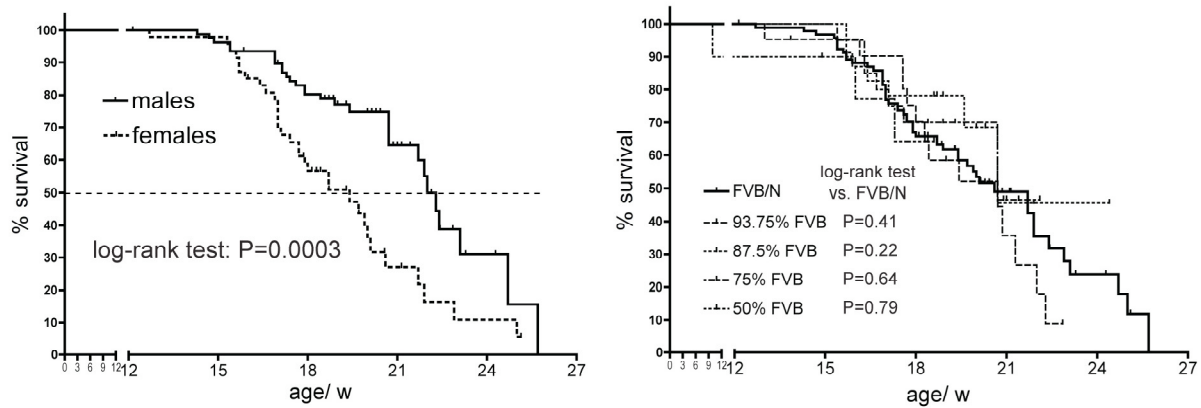 100
90
80
70
60
50
40
30
20
10
0
% survival
males
females
log-rank test: P=0.0003
0 3 6 9 12
12 15 18 21 24 27
age/ w
100
90
80
70
60
50
40
30
20
10
0
% survival
log-rank test
vs. FVB/N
FVB/N
93.75% FVB P=0.41
87.5% FVB P=0.22
75% FVB P=0.64
50% FVB P=0.79
0 3 6 9 12
12 15 18 21 24 27
age/ w